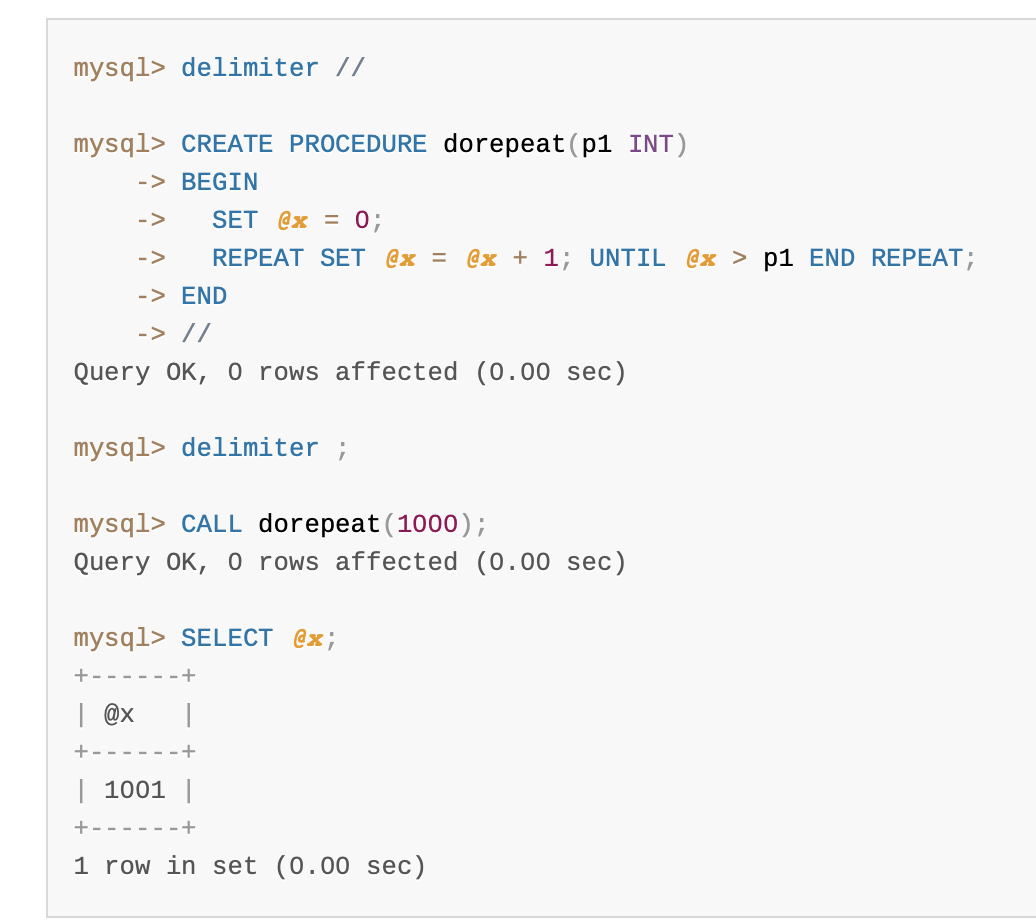 mysql> delimiter //
mysql> CREATE PROCEDURE dorepeat(p1 INT)
    -> BEGIN
    ->   SET @x = 0;
    ->   REPEAT SET @x = @x + 1; UNTIL @x > p1 END REPEAT;
    -> END
    -> //
Query OK, 0 rows affected (0.00 sec)
mysql> delimiter ;
mysql> CALL dorepeat(1000);
Query OK, 0 rows affected (0.00 sec)
mysql> SELECT @x;
+------+
| @x   |
+------+
| 1001 |
+------+
1 row in set (0.00 sec)